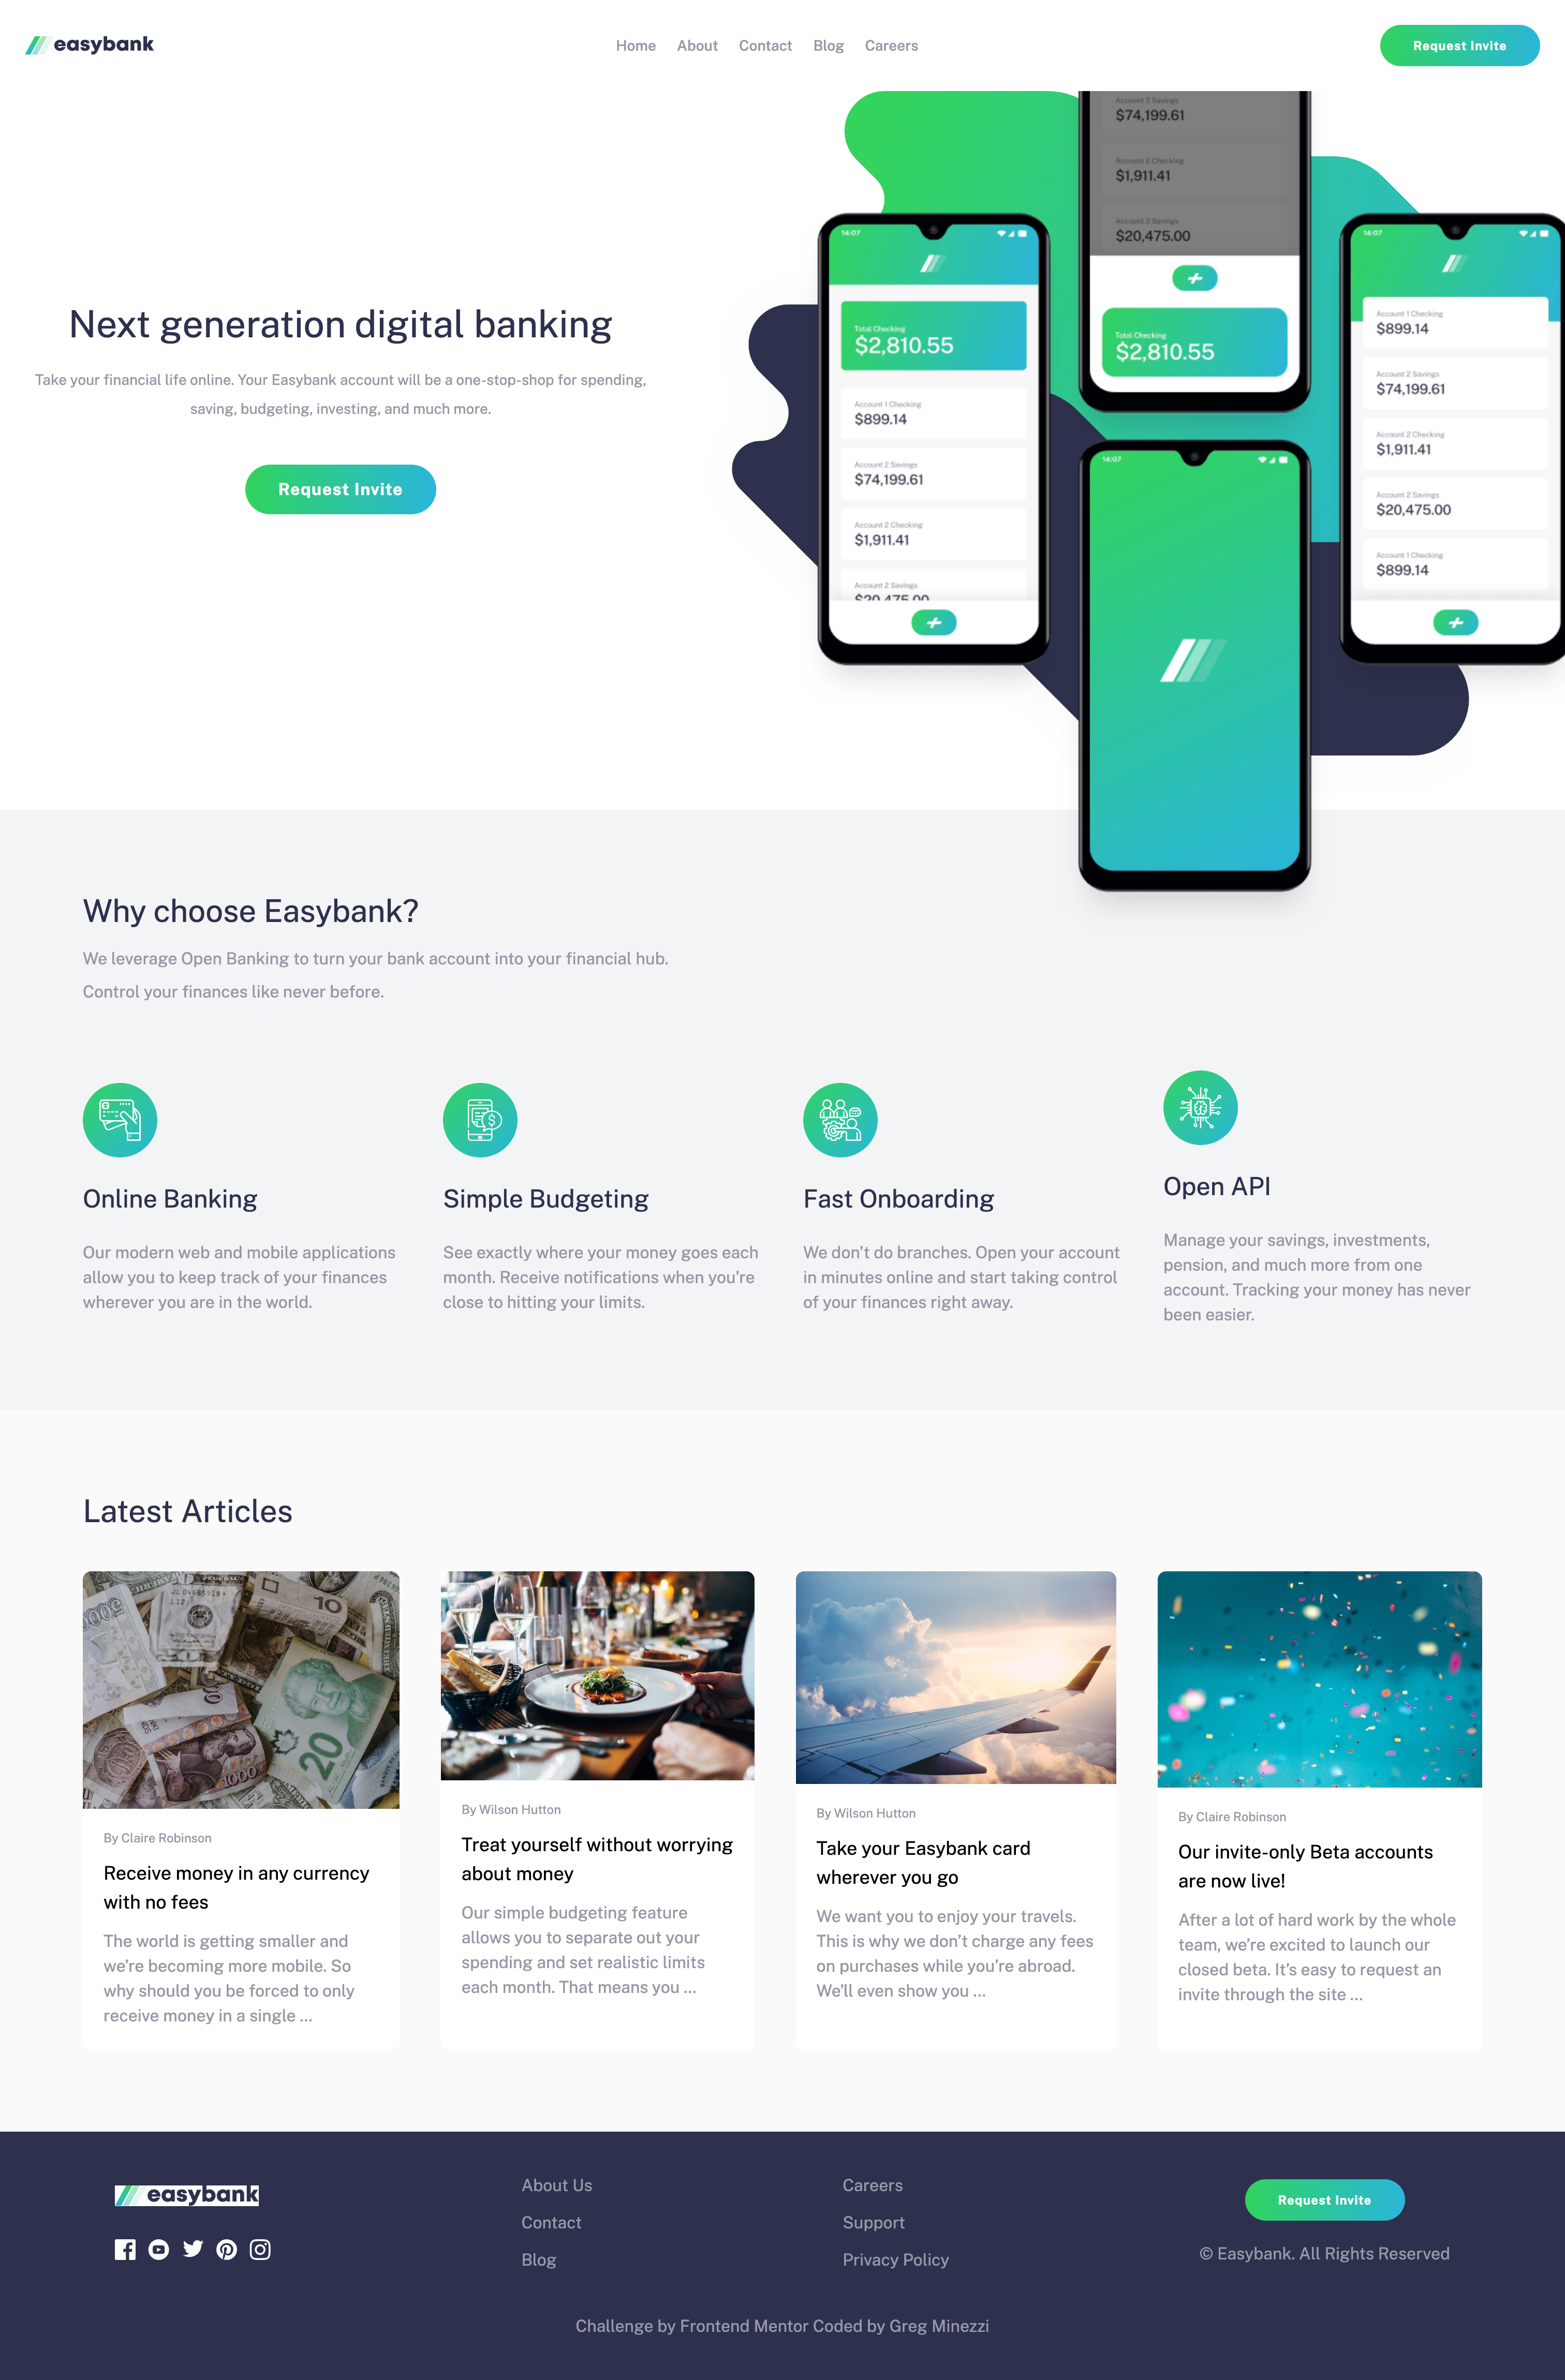 easybank
Home About Contact Blog Careers
Request Invite
Account 2 Savings
$74,199.61
Account 2 Checking
$1,911.41
Account 2 Savings
$20,475.00
Total Checking
$2,810.55
14:07
Total Checking
$2,810.55
Account 1 Checking
$899.14
Account 2 Savings
$74,199.61
Account 2 Checking
$1,911.41
Account 2 Savings
$20,475.00
14:07
Account 1 Checking
$899.14
Account 2 Savings
$74,199.61
Account 2 Checking
$1,911.41
Account 2 Savings
$20,475.00
Account 1 Checking
$899.14
14:07
Next generation digital banking
Take your financial life online. Your Easybank account will be a one-stop-shop for spending,
saving, budgeting, investing, and much more.
Request Invite
Why choose Easybank?
We leverage Open Banking to turn your bank account into your financial hub.
Control your finances like never before.
Online Banking
Our modern web and mobile applications
allow you to keep track of your finances
wherever you are in the world.
Simple Budgeting
See exactly where your money goes each
month. Receive notifications when you’re
close to hitting your limits.
Fast Onboarding
We don’t do branches. Open your account
in minutes online and start taking control
of your finances right away.
Open API
Manage your savings, investments,
pension, and much more from one
account. Tracking your money has never
been easier.
Latest Articles
10
20
1000
By Claire Robinson
Receive money in any currency
with no fees
The world is getting smaller and
we’re becoming more mobile. So
why should you be forced to only
receive money in a single ...
By Wilson Hutton
Treat yourself without worrying
about money
Our simple budgeting feature
allows you to separate out your
spending and set realistic limits
each month. That means you ...
By Wilson Hutton
Take your Easybank card
wherever you go
We want you to enjoy your travels.
This is why we don’t charge any fees
on purchases while you’re abroad.
We’ll even show you ...
By Claire Robinson
Our invite-only Beta accounts
are now live!
After a lot of hard work by the whole
team, we’re excited to launch our
closed beta. It’s easy to request an
invite through the site ...
easybank
About Us
Contact
Blog
Careers
Support
Privacy Policy
Request Invite
© Easybank. All Rights Reserved
Challenge by Frontend Mentor Coded by Greg Minezzi